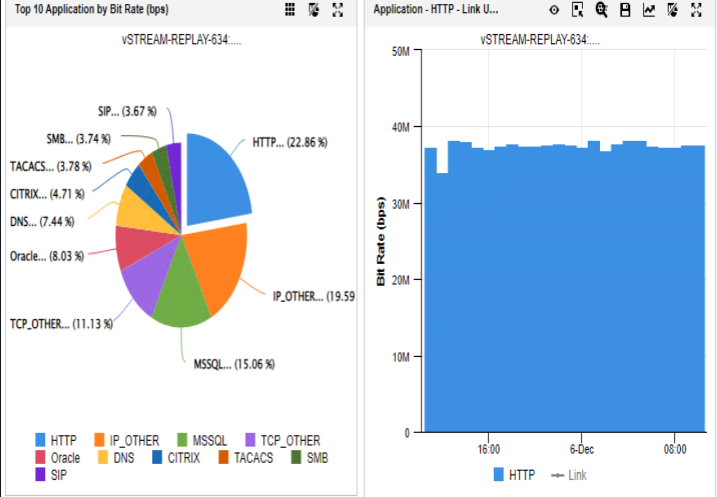 Top 10 Application by Bit Rate (bps)
vSTREAM-REPLAY-634:....
SIP... (3.67 %)
SMB... (3.74 %)
HTTP... (22.86 %)
TACACS... (3.78 %)
CITRIX... (4.71 %)
DNS... (7.44 %)
Oracle... (8.03 %)
IP_OTHER... (19.59
TCP_OTHER... (11.13 %)
MSSQL... (15.06 %)
HTTP IP_OTHER MSSQL TCP_OTHER
Oracle DNS CITRIX TACACS SMB
SIP
Application - HTTP - Link U...
vSTREAM-REPLAY-634:....
50M
40M
30M
20M
10M
0
Bit Rate (bps)
16:00 6-Dec 08:00
HTTP Link